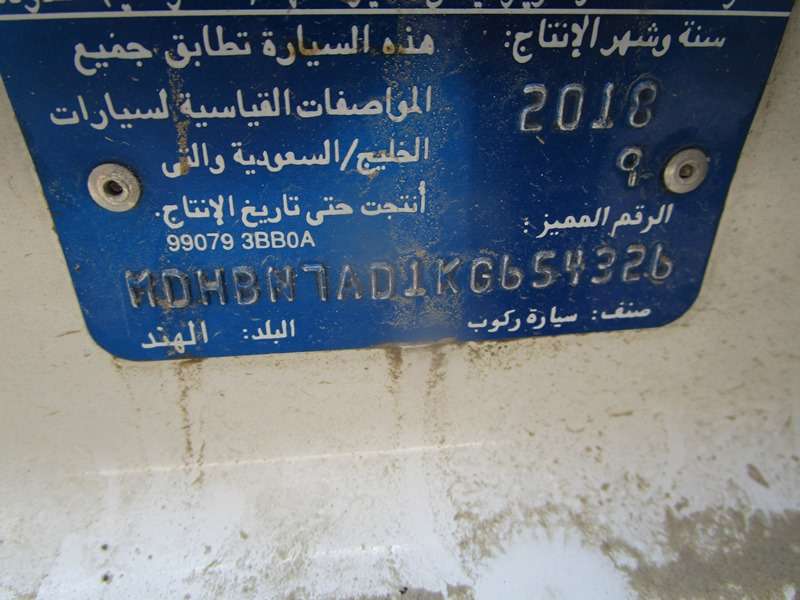 سنة وشهر الإنتاج:
2018
9
الرقم المميز:
MDHBN7AD1KG654326
صنف: سيارة ركوب
هذه السيارة تطابق جميع
المواصفات القياسية لسيارات
الخليج/السعودية والتى
أنتجت حتى تاريخ الإنتاج.
99079 3BB0A
البلد: الهند